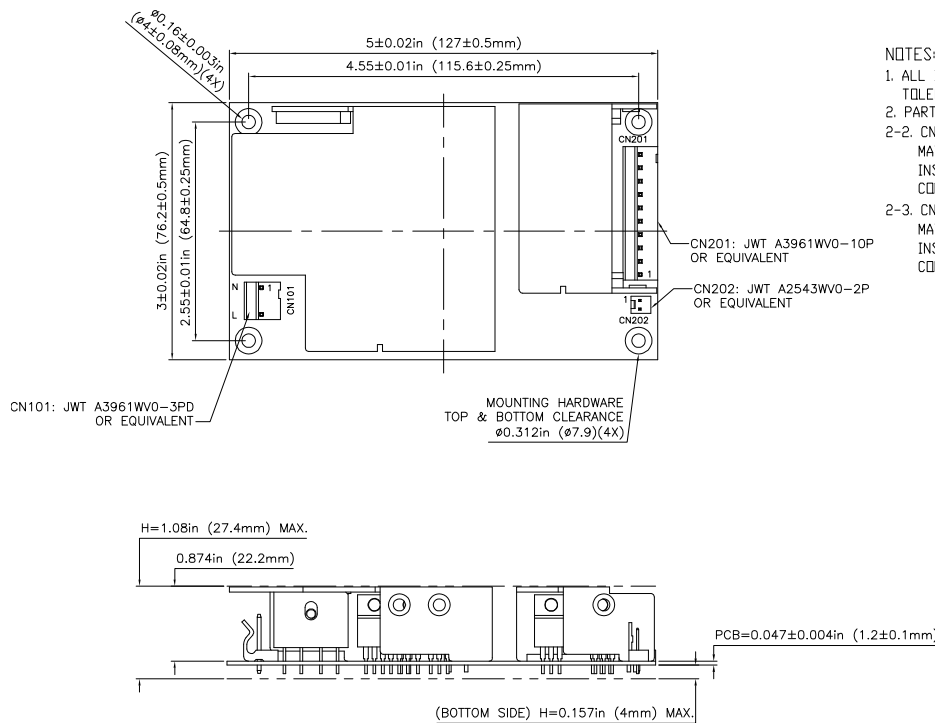 ø0.16±0.003in
(ø4±0.08mm)(4X)
5±0.02in (127±0.5mm)
4.55±0.01in (115.6±0.25mm)
3±0.02in (76.2±0.5mm)
2.55±0.01in (64.8±0.25mm)
NOTES:
1. ALL
TOLE
2. PART
2-2. CN
MA
INS
CO
2-3. CN
MA
INS
CO
CN201
1
CN201: JWT A3961WV0-10P
OR EQUIVALENT
CN202: JWT A2543WV0-2P
OR EQUIVALENT
1
CN202
N
1
L
CN101
CN101: JWT A3961WV0-3PD
OR EQUIVALENT
MOUNTING HARDWARE
TOP & BOTTOM CLEARANCE
ø0.312in (ø7.9)(4X)
H=1.08in (27.4mm) MAX.
0.874in (22.2mm)
PCB=0.047±0.004in (1.2±0.1mm)
(BOTTOM SIDE) H=0.157in (4mm) MAX.